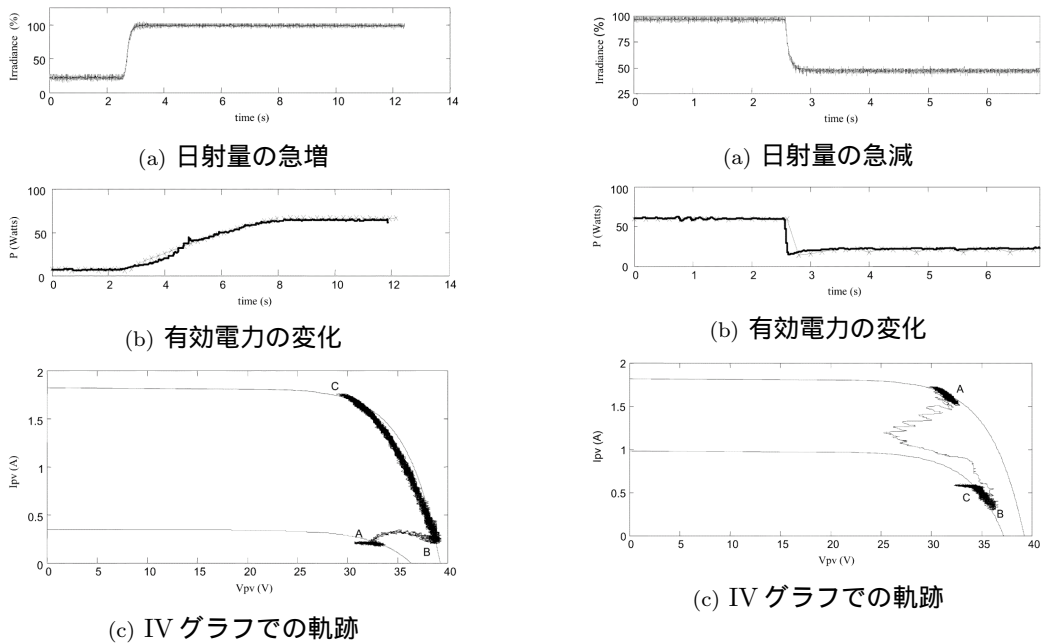 Irradiance (%)
100
50
0
0 2 4 6 8 10 12 14
time (s)
(a) 日射量の急増
P (Watts)
100
50
0
0 2 4 6 8 10 12 14
time (s)
(b) 有効電力の変化
Ipv (A)
2
1.5
1
0.5
0
C
A
B
0 5 10 15 20 25 30 35 40
Vpv (V)
(c) IV グラフでの軌跡
Irradiance (%)
100
75
50
25
0 1 2 3 4 5 6
time (s)
(a) 日射量の急減
P (Watts)
100
50
0
0 1 2 3 4 5 6
time (s)
(b) 有効電力の変化
Ipv (A)
2
1.5
1
0.5
0
A
C
B
0 5 10 15 20 25 30 35 40
Vpv (V)
(c) IV グラフでの軌跡